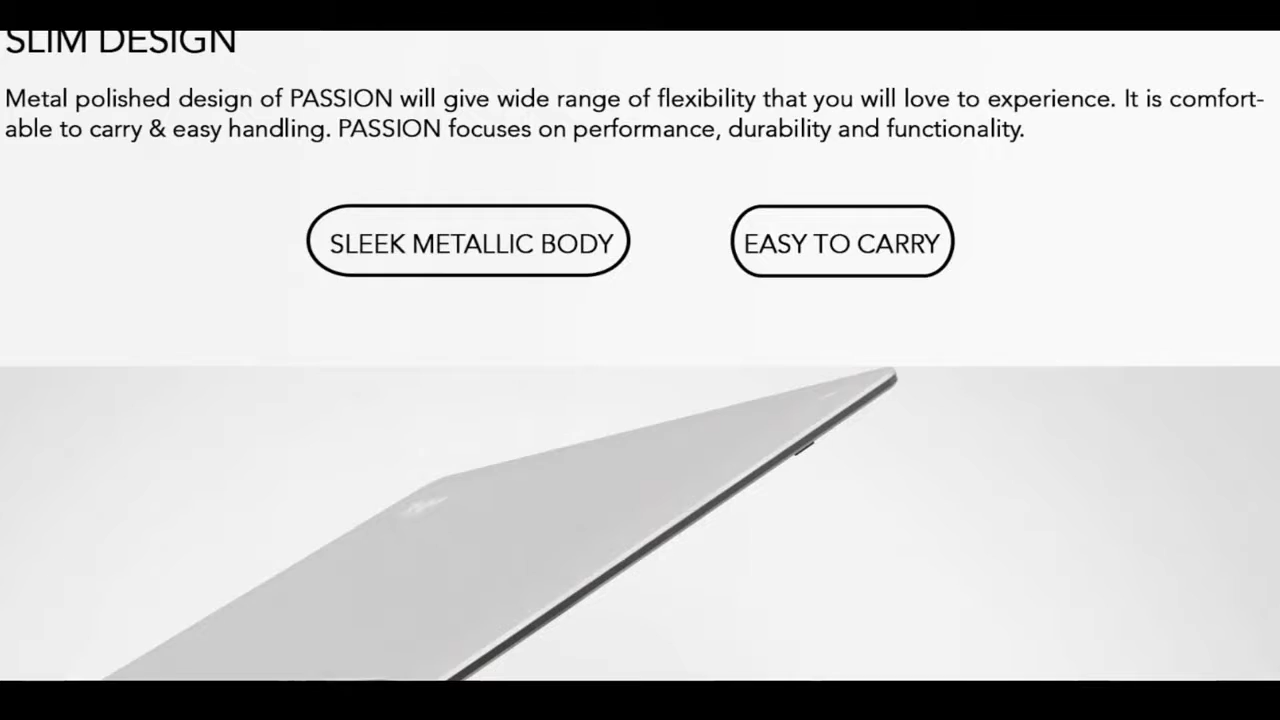 SLIM DESIGN
Metal polished design of PASSION will give wide range of flexibility that you will love to experience. It is comfort-
able to carry & easy handling. PASSION focuses on performance, durability and functionality.
SLEEK METALLIC BODY
EASY TO CARRY